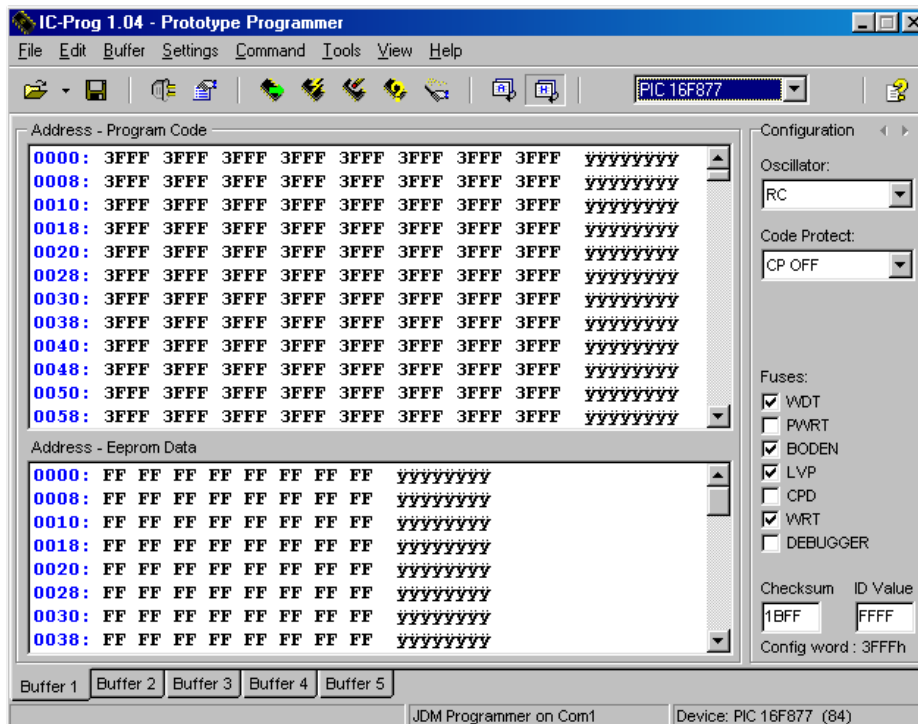 IC-Prog 1.04 - Prototype Programmer
File Edit Buffer Settings Command Tools View Help
PIC 16F877
Address - Program Code
0000: 3FFF 3FFF 3FFF 3FFF 3FFF 3FFF 3FFF 3FFF ÿÿÿÿÿÿÿÿ
0008: 3FFF 3FFF 3FFF 3FFF 3FFF 3FFF 3FFF 3FFF ÿÿÿÿÿÿÿÿ
0010: 3FFF 3FFF 3FFF 3FFF 3FFF 3FFF 3FFF 3FFF ÿÿÿÿÿÿÿÿ
0018: 3FFF 3FFF 3FFF 3FFF 3FFF 3FFF 3FFF 3FFF ÿÿÿÿÿÿÿÿ
0020: 3FFF 3FFF 3FFF 3FFF 3FFF 3FFF 3FFF 3FFF ÿÿÿÿÿÿÿÿ
0028: 3FFF 3FFF 3FFF 3FFF 3FFF 3FFF 3FFF 3FFF ÿÿÿÿÿÿÿÿ
0030: 3FFF 3FFF 3FFF 3FFF 3FFF 3FFF 3FFF 3FFF ÿÿÿÿÿÿÿÿ
0038: 3FFF 3FFF 3FFF 3FFF 3FFF 3FFF 3FFF 3FFF ÿÿÿÿÿÿÿÿ
0040: 3FFF 3FFF 3FFF 3FFF 3FFF 3FFF 3FFF 3FFF ÿÿÿÿÿÿÿÿ
0048: 3FFF 3FFF 3FFF 3FFF 3FFF 3FFF 3FFF 3FFF ÿÿÿÿÿÿÿÿ
0050: 3FFF 3FFF 3FFF 3FFF 3FFF 3FFF 3FFF 3FFF ÿÿÿÿÿÿÿÿ
0058: 3FFF 3FFF 3FFF 3FFF 3FFF 3FFF 3FFF 3FFF ÿÿÿÿÿÿÿÿ
Address - Eeprom Data
0000: FF FF FF FF FF FF FF FF ÿÿÿÿÿÿÿÿ
0008: FF FF FF FF FF FF FF FF ÿÿÿÿÿÿÿÿ
0010: FF FF FF FF FF FF FF FF ÿÿÿÿÿÿÿÿ
0018: FF FF FF FF FF FF FF FF ÿÿÿÿÿÿÿÿ
0020: FF FF FF FF FF FF FF FF ÿÿÿÿÿÿÿÿ
0028: FF FF FF FF FF FF FF FF ÿÿÿÿÿÿÿÿ
0030: FF FF FF FF FF FF FF FF ÿÿÿÿÿÿÿÿ
0038: FF FF FF FF FF FF FF FF ÿÿÿÿÿÿÿÿ
Configuration
Oscillator:
RC
Code Protect:
CP OFF
Fuses:
WDT
PWRT
BODEN
LVP
CPD
WRT
DEBUGGER
Checksum ID Value
1BFF FFFF
Config word : 3FFFh
Buffer 1 Buffer 2 Buffer 3 Buffer 4 Buffer 5
JDM Programmer on Com1 Device: PIC 16F877 (84)